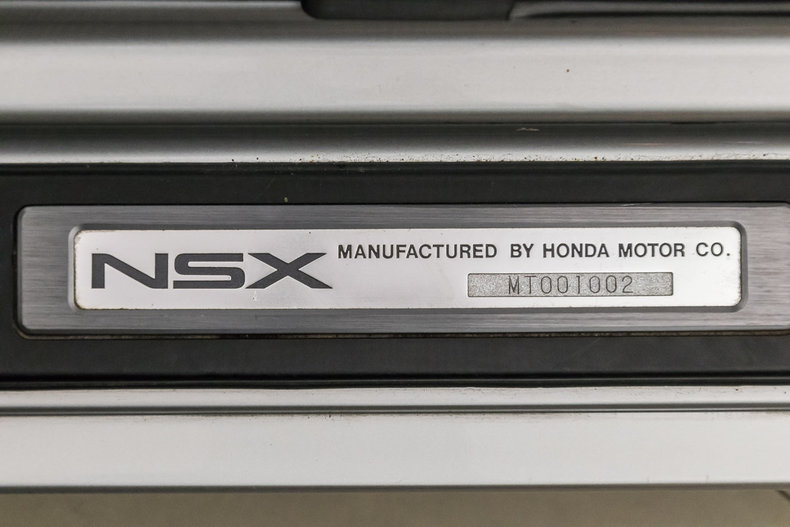 NSX MANUFACTURED BY HONDA MOTOR CO.
MT001002